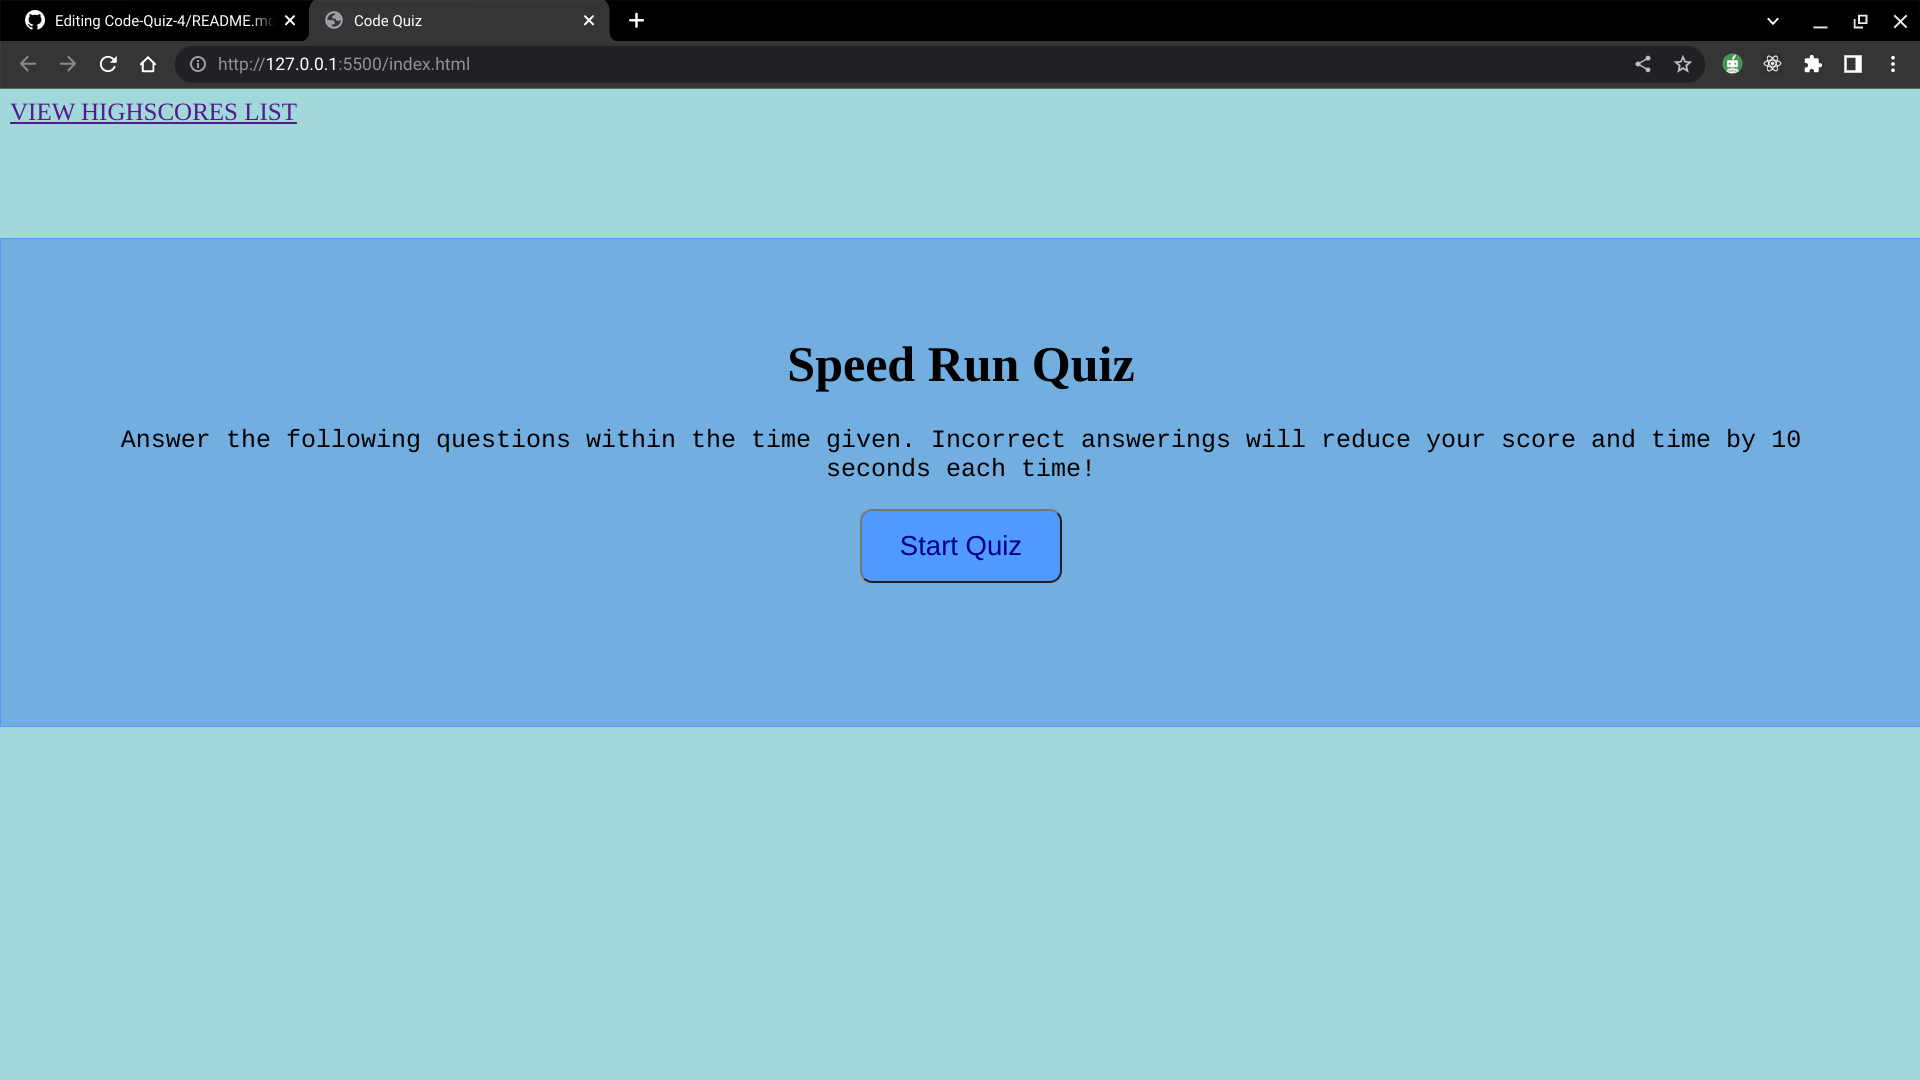 Editing Code-Quiz-4/README.md
Code Quiz
http://127.0.0.1:5500/index.html
VIEW HIGHSCORES LIST
Speed Run Quiz
Answer the following questions within the time given. Incorrect answerings will reduce your score and time by 10
seconds each time!
Start Quiz